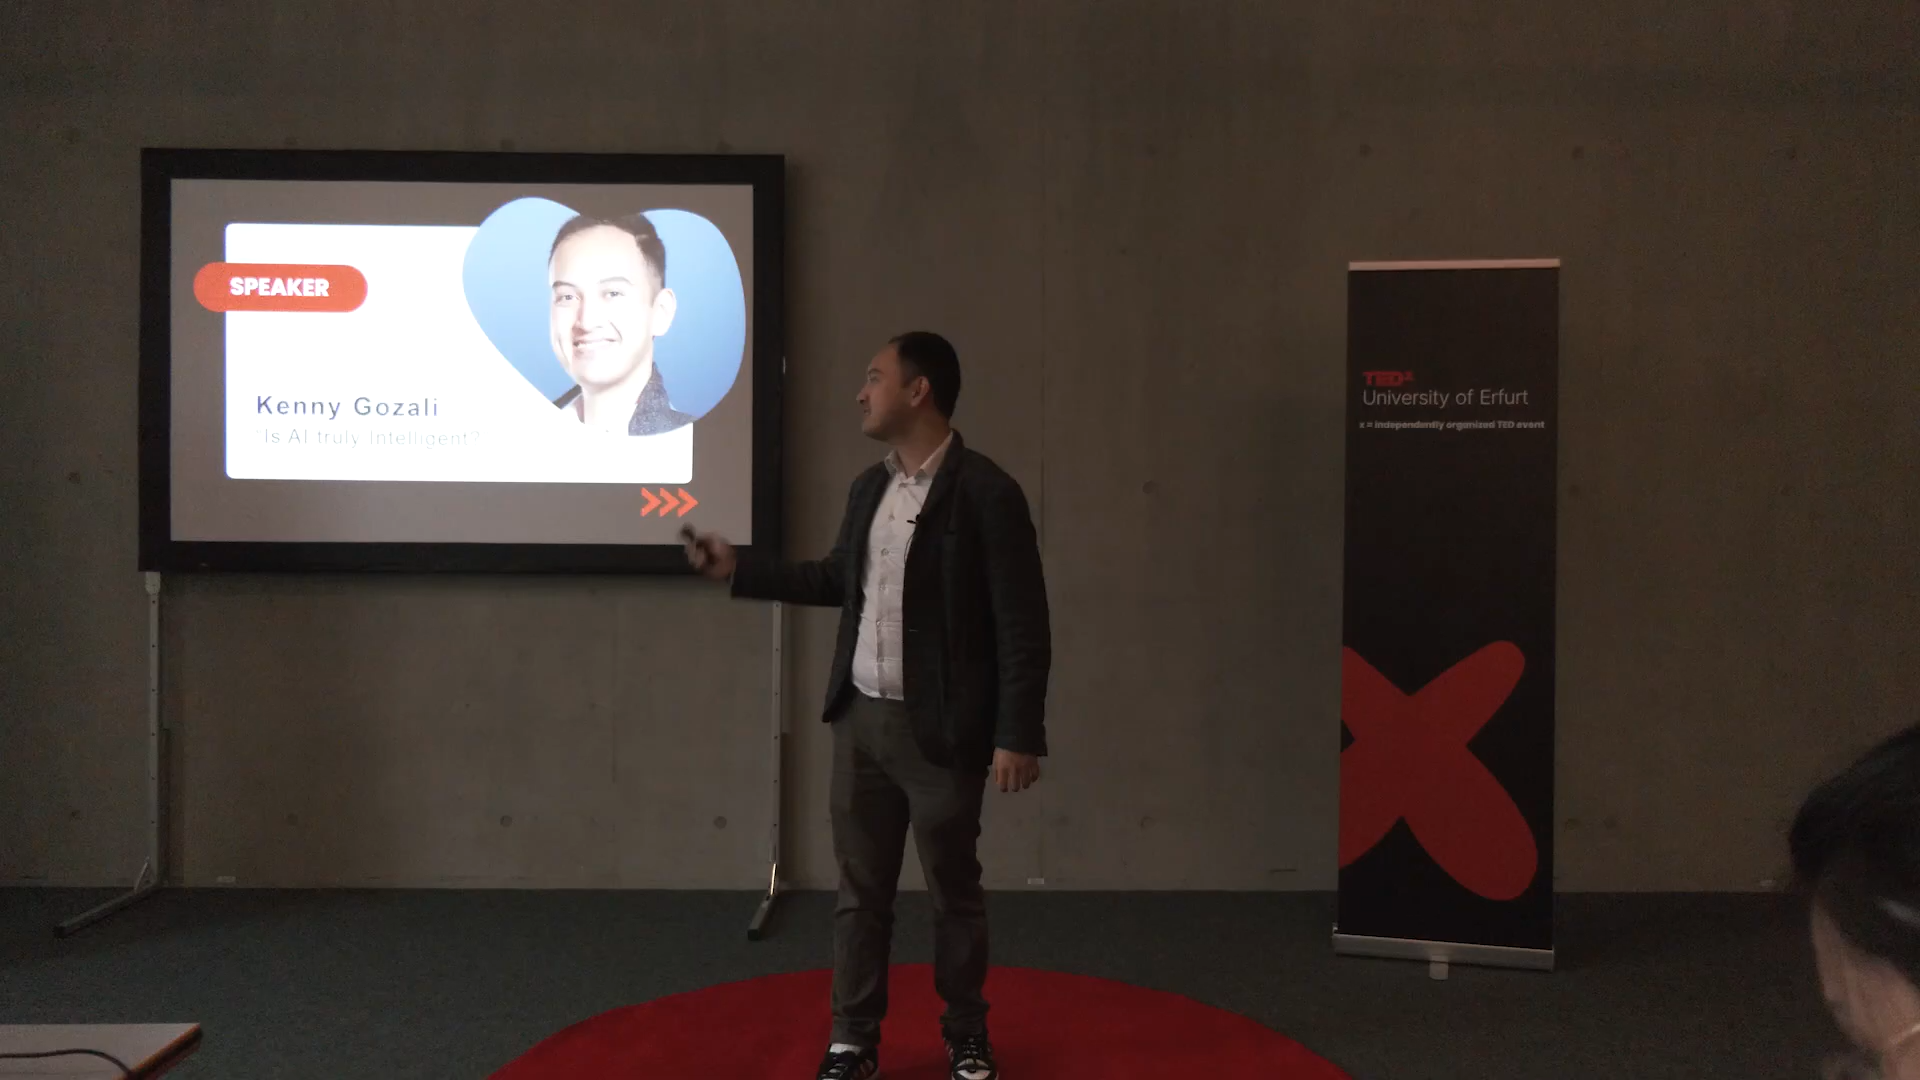 SPEAKER
Kenny Gozali
"Is AI truly Intelligent?
TEDx
University of Erfurt
x = independently organized TED event